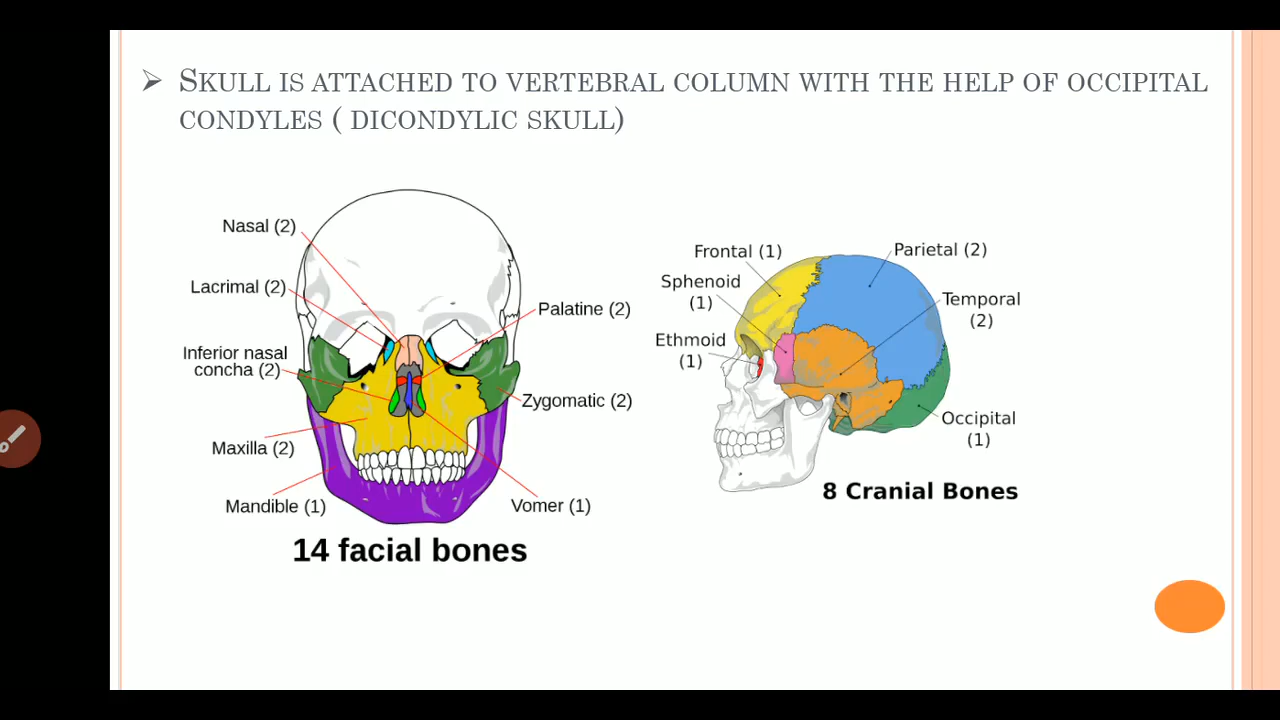 ➢ SKULL IS ATTACHED TO VERTEBRAL COLUMN WITH THE HELP OF OCCIPITAL
CONDYLES ( DICONDYLIC SKULL)
Nasal (2)
Lacrimal (2)
Inferior nasal
concha (2)
Maxilla (2)
Mandible (1)
Palatine (2)
Zygomatic (2)
Vomer (1)
14 facial bones
Frontal (1)
Sphenoid
(1)
Ethmoid
(1)
Parietal (2)
Temporal
(2)
Occipital
(1)
8 Cranial Bones